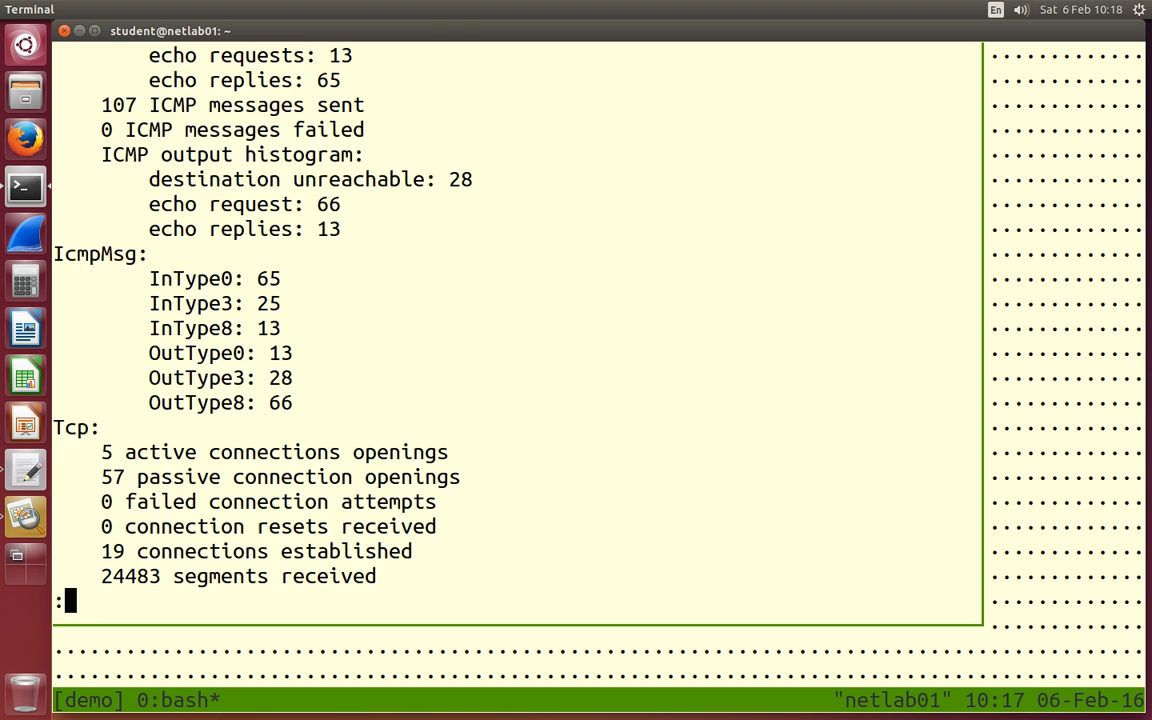 Terminal
En
Sat 6 Feb 10:18
student@netlab01: ~
echo requests: 13
echo replies: 65
107 ICMP messages sent
0 ICMP messages failed
ICMP output histogram:
destination unreachable: 28
echo request: 66
echo replies: 13
IcmpMsg:
InType0: 65
InType3: 25
InType8: 13
OutType0: 13
OutType3: 28
OutType8: 66
Tcp:
5 active connections openings
57 passive connection openings
0 failed connection attempts
0 connection resets received
19 connections established
24483 segments received
:
[demo] 0:bash*
"netlab01" 10:17 06-Feb-16